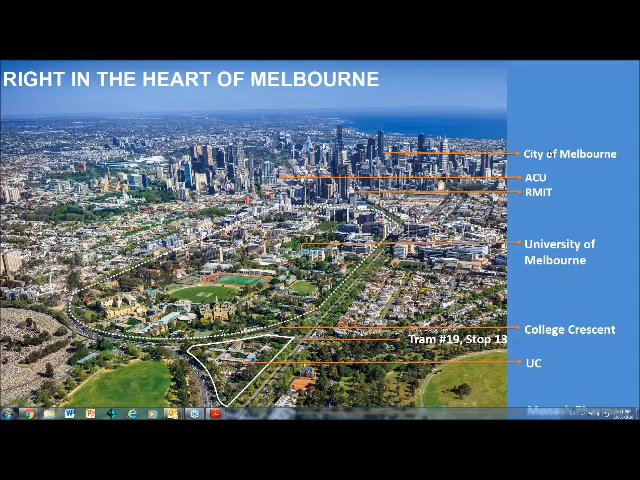 RIGHT IN THE HEART OF MELBOURNE
City of Melbourne
ACU
RMIT
University of
Melbourne
College Crescent
Tram #19, Stop 13
UC